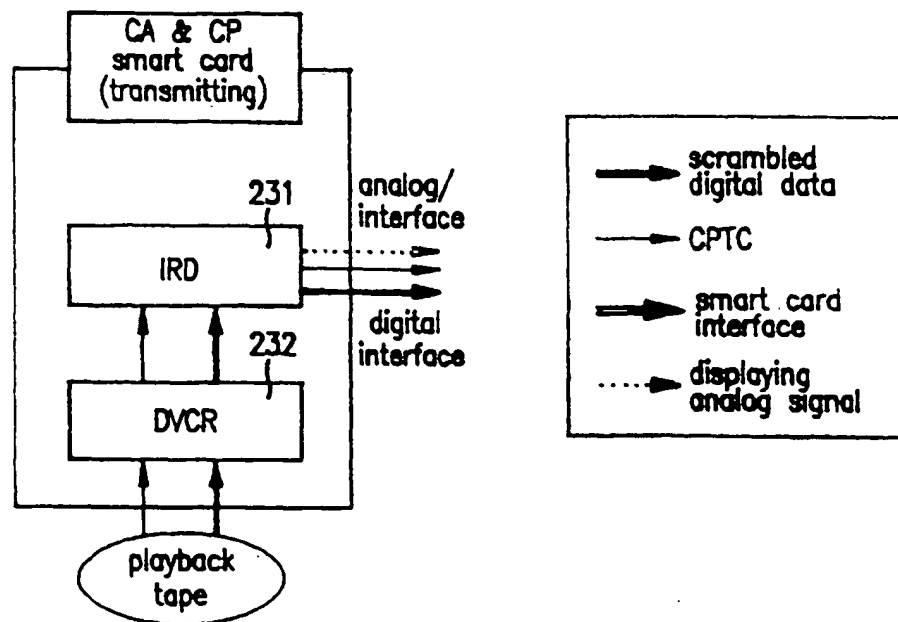 CA & CP
smart card
(transmitting)
231
analog/
interface
IRD
digital
interface
232
DVCR
playback
tape
scrambled
digital data
CPTC
smart card
interface
displaying
analog signal